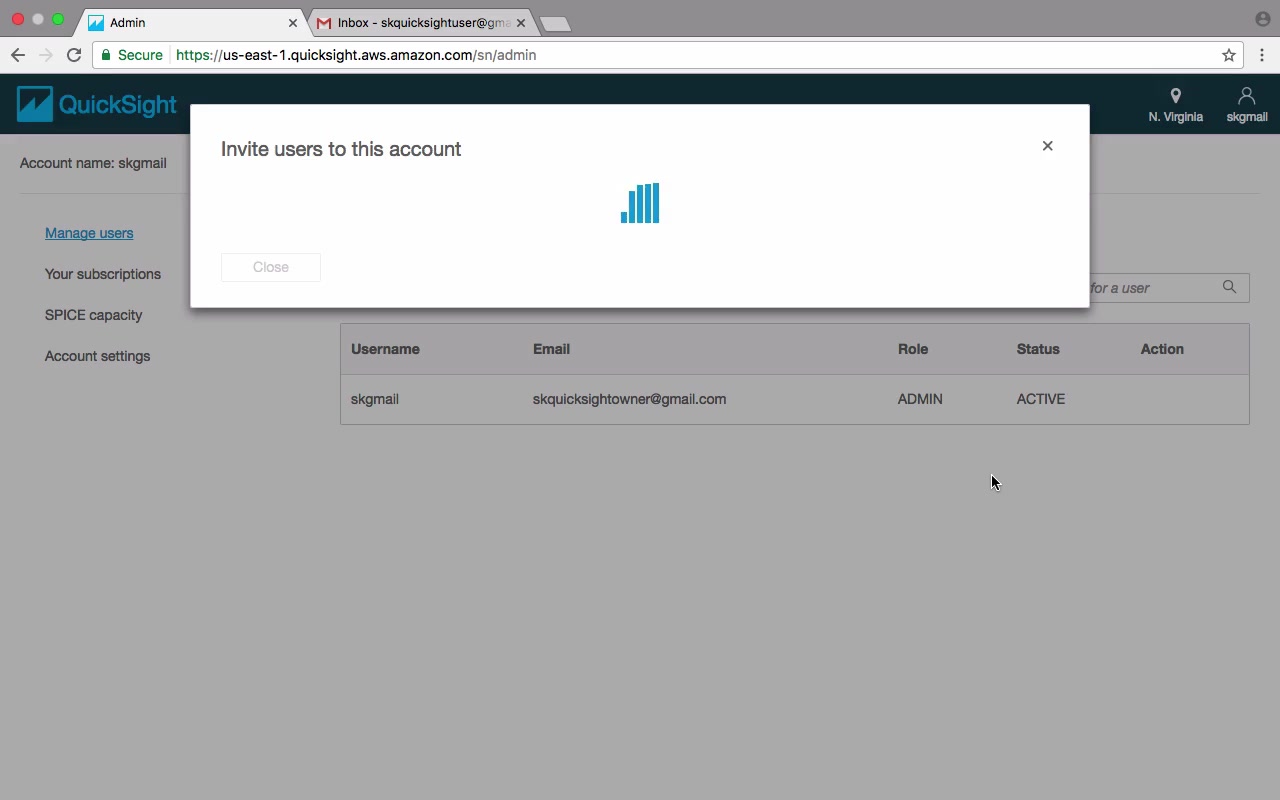 Admin
Inbox - skquicksightuser@gma
Secure
https://us-east-1.quicksight.aws.amazon.com/sn/admin
QuickSight
N. Virginia
skgmail
Account name: skgmail
Invite users to this account
Close
Manage users
Your subscriptions
SPICE capacity
Account settings
for a user
Username Email Role Status Action
skgmail skquicksightowner@gmail.com ADMIN ACTIVE